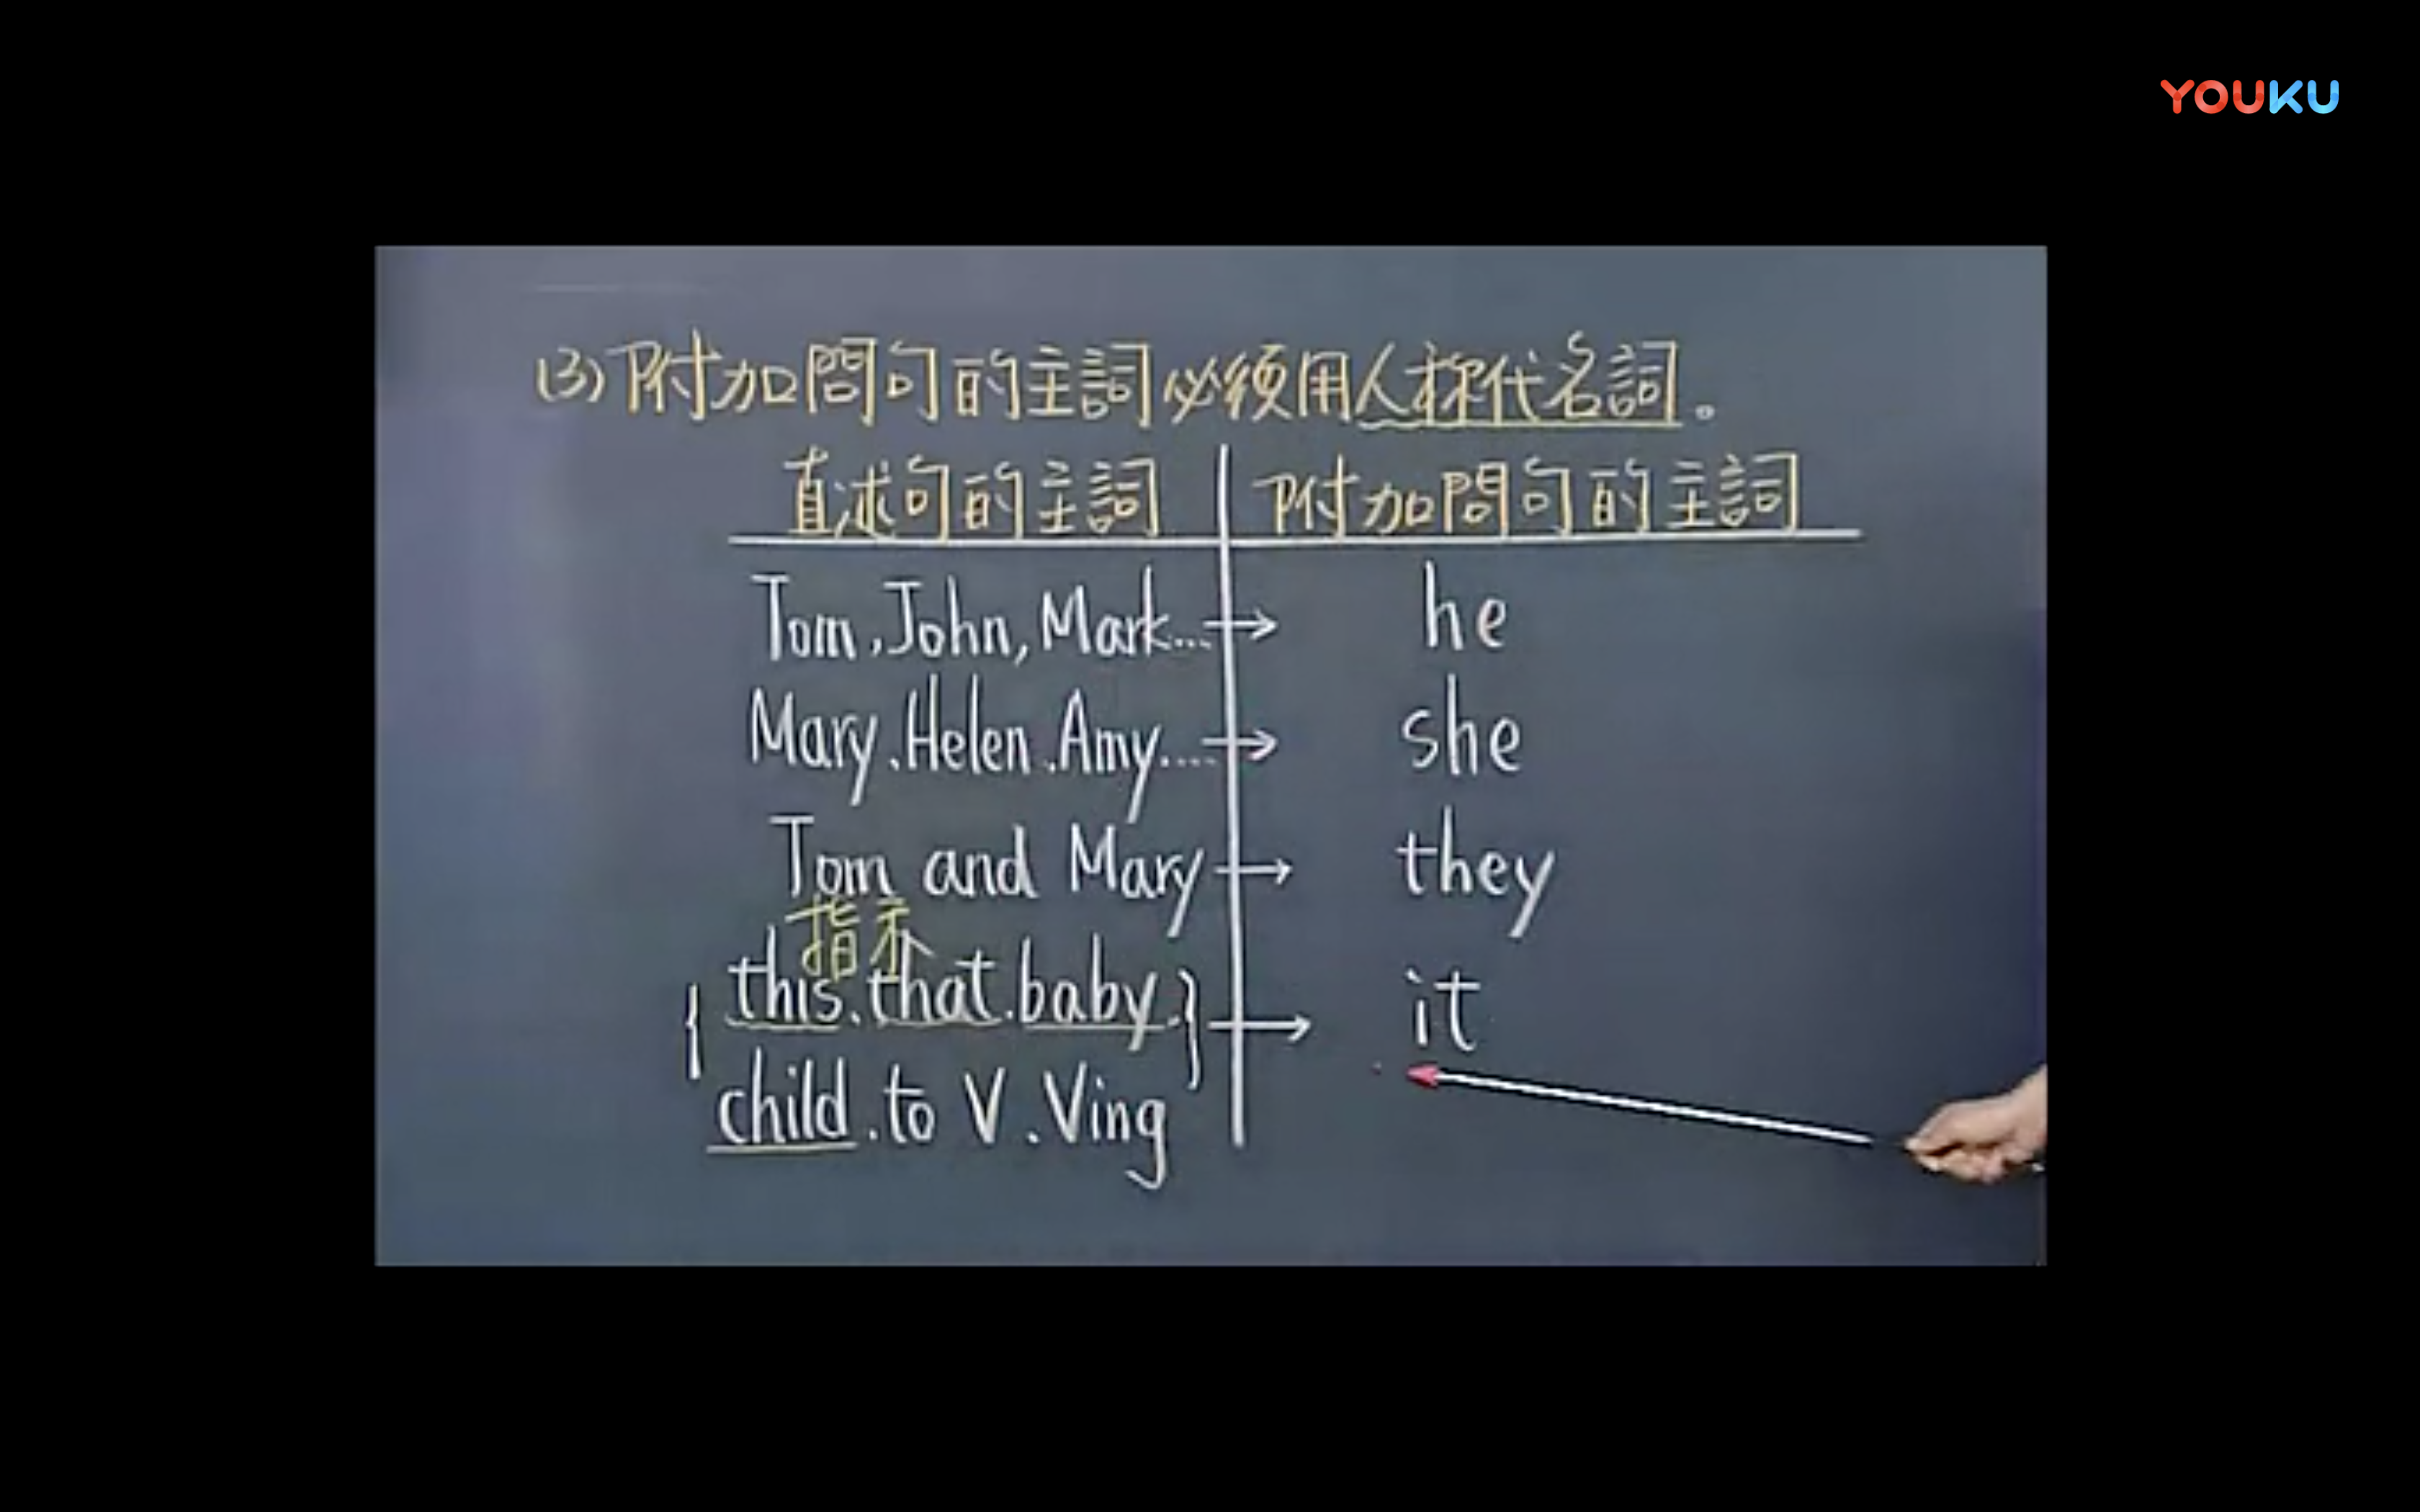 YOUKU
(3)附加問句的主詞必須用人稱代名詞。
直述句的主詞 附加問句的主詞
Tom,John,Mark...→ he
Mary.Helen.Amy....→ she
Tom and Mary→ they
指示
{this.that.baby.}→ it
child.to V.Ving